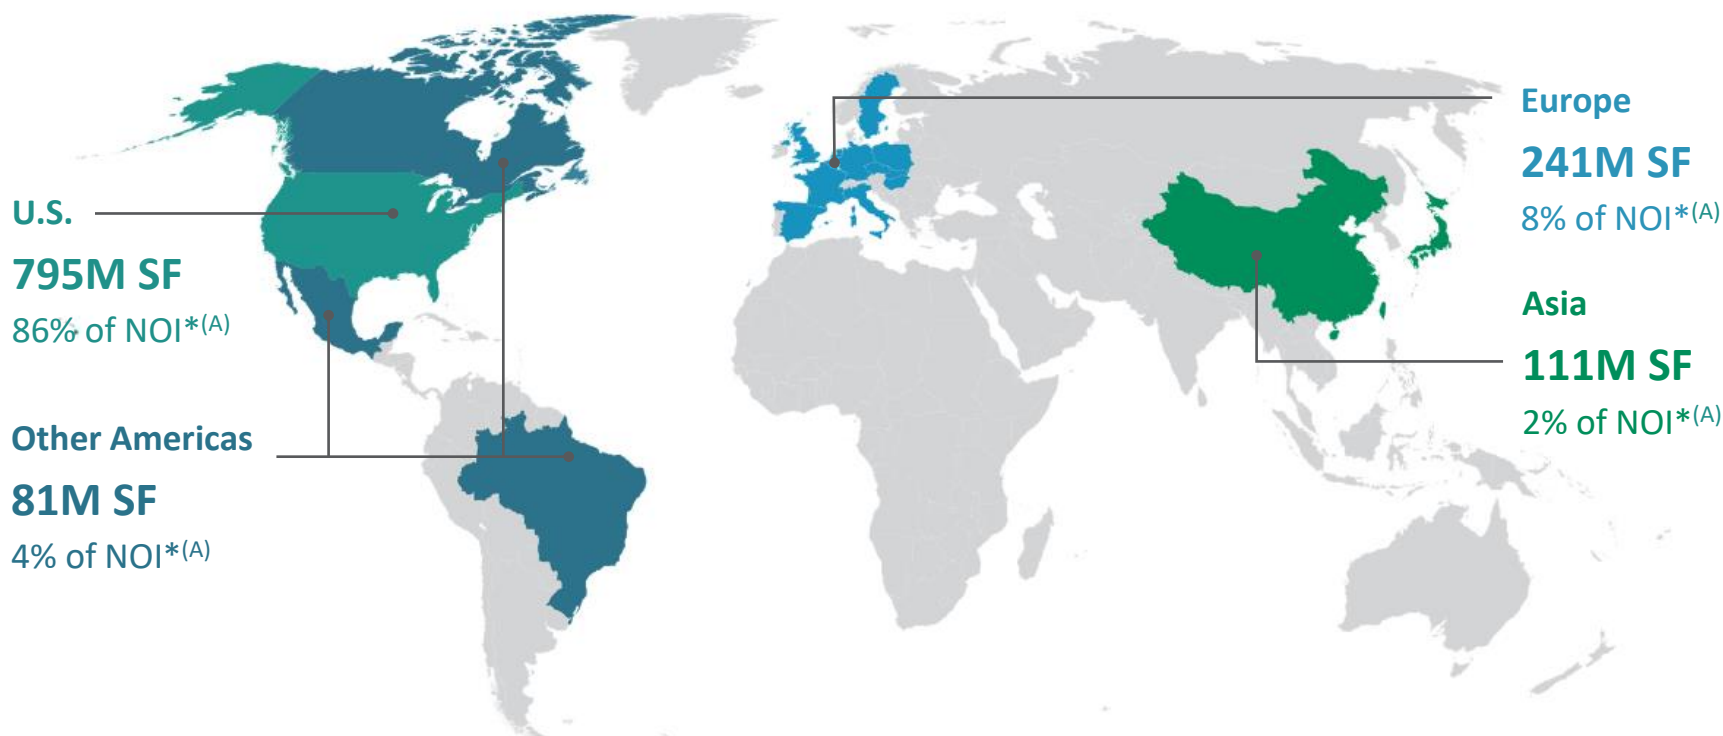 U.S.
795M SF
86% of NOI*(A)
Other Americas
81M SF
4% of NOI*(A)
Europe
241M SF
8% of NOI*(A)
Asia
111M SF
2% of NOI*(A)